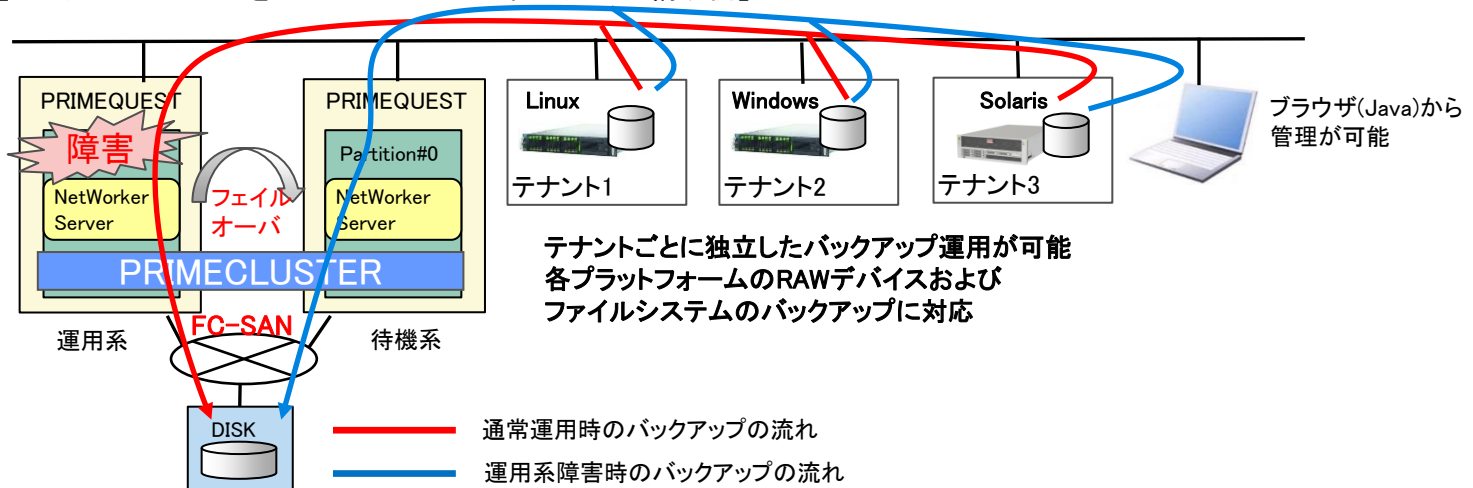 PRIMEQUEST
障害
NetWorker
Server
フェイル
オーバ
PRIMEQUEST
Partition#0
NetWorker
Server
PRIMECLUSTER
運用系
FC-SAN
待機系
DISK
Linux
テナント1
Windows
テナント2
Solaris
テナント3
ブラウザ(Java)から
管理が可能
テナントごとに独立したバックアップ運用が可能
各プラットフォームのRAWデバイスおよび
ファイルシステムのバックアップに対応
通常運用時のバックアップの流れ
運用系障害時のバックアップの流れ